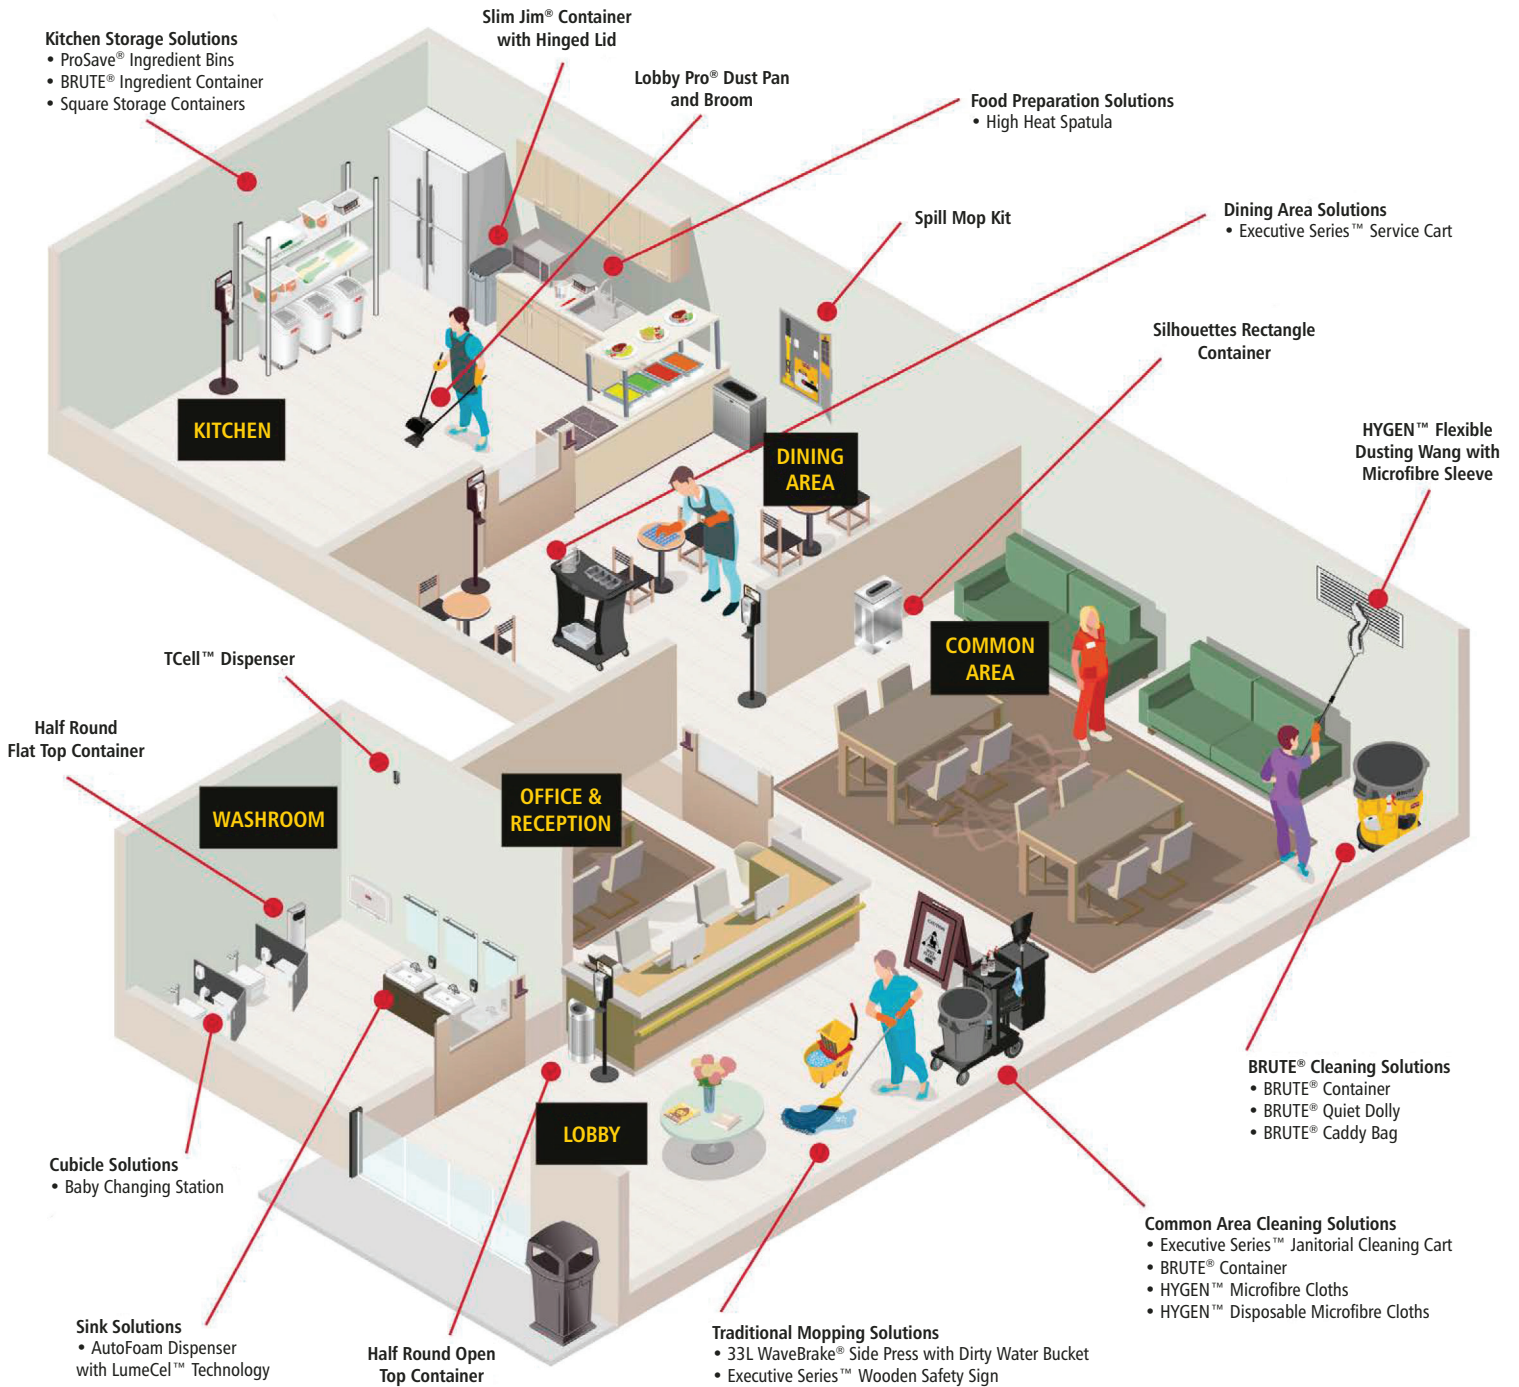 Slim Jim® Container
with Hinged Lid
Kitchen Storage Solutions
• ProSave® Ingredient Bins
• BRUTE® Ingredient Container
• Square Storage Containers
Lobby Pro® Dust Pan
and Broom
Food Preparation Solutions
• High Heat Spatula
Spill Mop Kit
Dining Area Solutions
• Executive Series™ Service Cart
Silhouettes Rectangle
Container
KITCHEN
DINING
AREA
HYGEN™ Flexible
Dusting Wang with
Microfibre Sleeve
COMMON
AREA
TCell™ Dispenser
Half Round
Flat Top Container
WASHROOM
OFFICE &
RECEPTION
LOBBY
BRUTE® Cleaning Solutions
• BRUTE® Container
• BRUTE® Quiet Dolly
• BRUTE® Caddy Bag
Cubicle Solutions
• Baby Changing Station
Common Area Cleaning Solutions
• Executive Series™ Janitorial Cleaning Cart
• BRUTE® Container
• HYGEN™ Microfibre Cloths
• HYGEN™ Disposable Microfibre Cloths
Sink Solutions
• AutoFoam Dispenser
with LumeCel™ Technology
Half Round Open
Top Container
Traditional Mopping Solutions
• 33L WaveBrake® Side Press with Dirty Water Bucket
• Executive Series™ Wooden Safety Sign